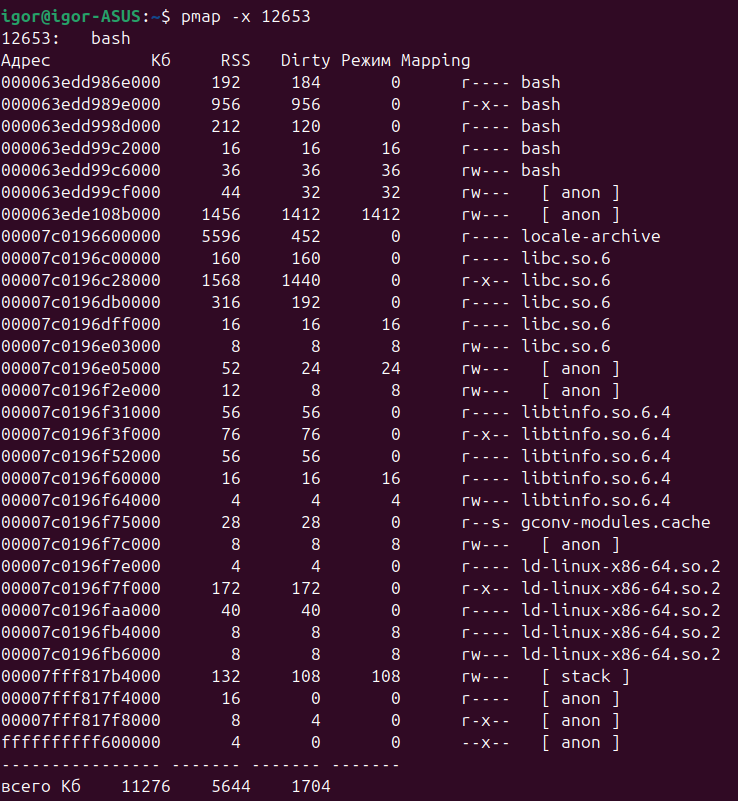 igor@igor-ASUS:~$ pmap -x 12653
12653:   bash
Адрес          Кб     RSS   Dirty Режим Mapping
000063edd986e000     192     184       0      r---- bash
000063edd989e000     956     956       0      r-x-- bash
000063edd998d000     212     120       0      r---- bash
000063edd99c2000      16      16      16      r---- bash
000063edd99c6000      36      36      36      rw--- bash
000063edd99cf000      44      32      32      rw---   [ anon ]
000063ede108b000    1456    1412    1412      rw---   [ anon ]
00007c0196600000    5596     452       0      r---- locale-archive
00007c0196c00000     160     160       0      r---- libc.so.6
00007c0196c28000    1568    1440       0      r-x-- libc.so.6
00007c0196db0000     316     192       0      r---- libc.so.6
00007c0196dff000      16      16      16      r---- libc.so.6
00007c0196e03000       8       8       8      rw--- libc.so.6
00007c0196e05000      52      24      24      rw---   [ anon ]
00007c0196f2e000      12       8       8      rw---   [ anon ]
00007c0196f31000      56      56       0      r---- libtinfo.so.6.4
00007c0196f3f000      76      76       0      r-x-- libtinfo.so.6.4
00007c0196f52000      56      56       0      r---- libtinfo.so.6.4
00007c0196f60000      16      16      16      r---- libtinfo.so.6.4
00007c0196f64000       4       4       4      rw--- libtinfo.so.6.4
00007c0196f75000      28      28       0      r--s- gconv-modules.cache
00007c0196f7c000       8       8       8      rw---   [ anon ]
00007c0196f7e000       4       4       0      r---- ld-linux-x86-64.so.2
00007c0196f7f000     172     172       0      r-x-- ld-linux-x86-64.so.2
00007c0196faa000      40      40       0      r---- ld-linux-x86-64.so.2
00007c0196fb4000       8       8       8      r---- ld-linux-x86-64.so.2
00007c0196fb6000       8       8       8      rw--- ld-linux-x86-64.so.2
00007fff817b4000     132     108     108      rw---   [ stack ]
00007fff817f4000      16       0       0      r----   [ anon ]
00007fff817f8000       8       4       0      r-x--   [ anon ]
ffffffffff600000       4       0       0      --x--   [ anon ]
---------------- ------- ------- -------
всего Кб    11276    5644    1704